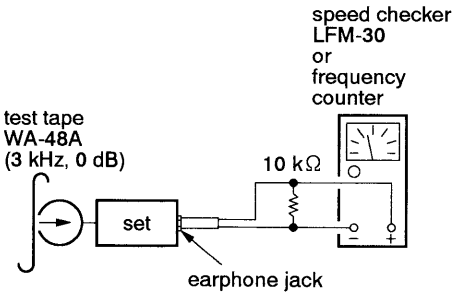 speed checker
LFM-30
or
frequency
counter
test tape
WA-48A
(3 kHz, 0 dB)
10 kΩ
set
− +
earphone jack